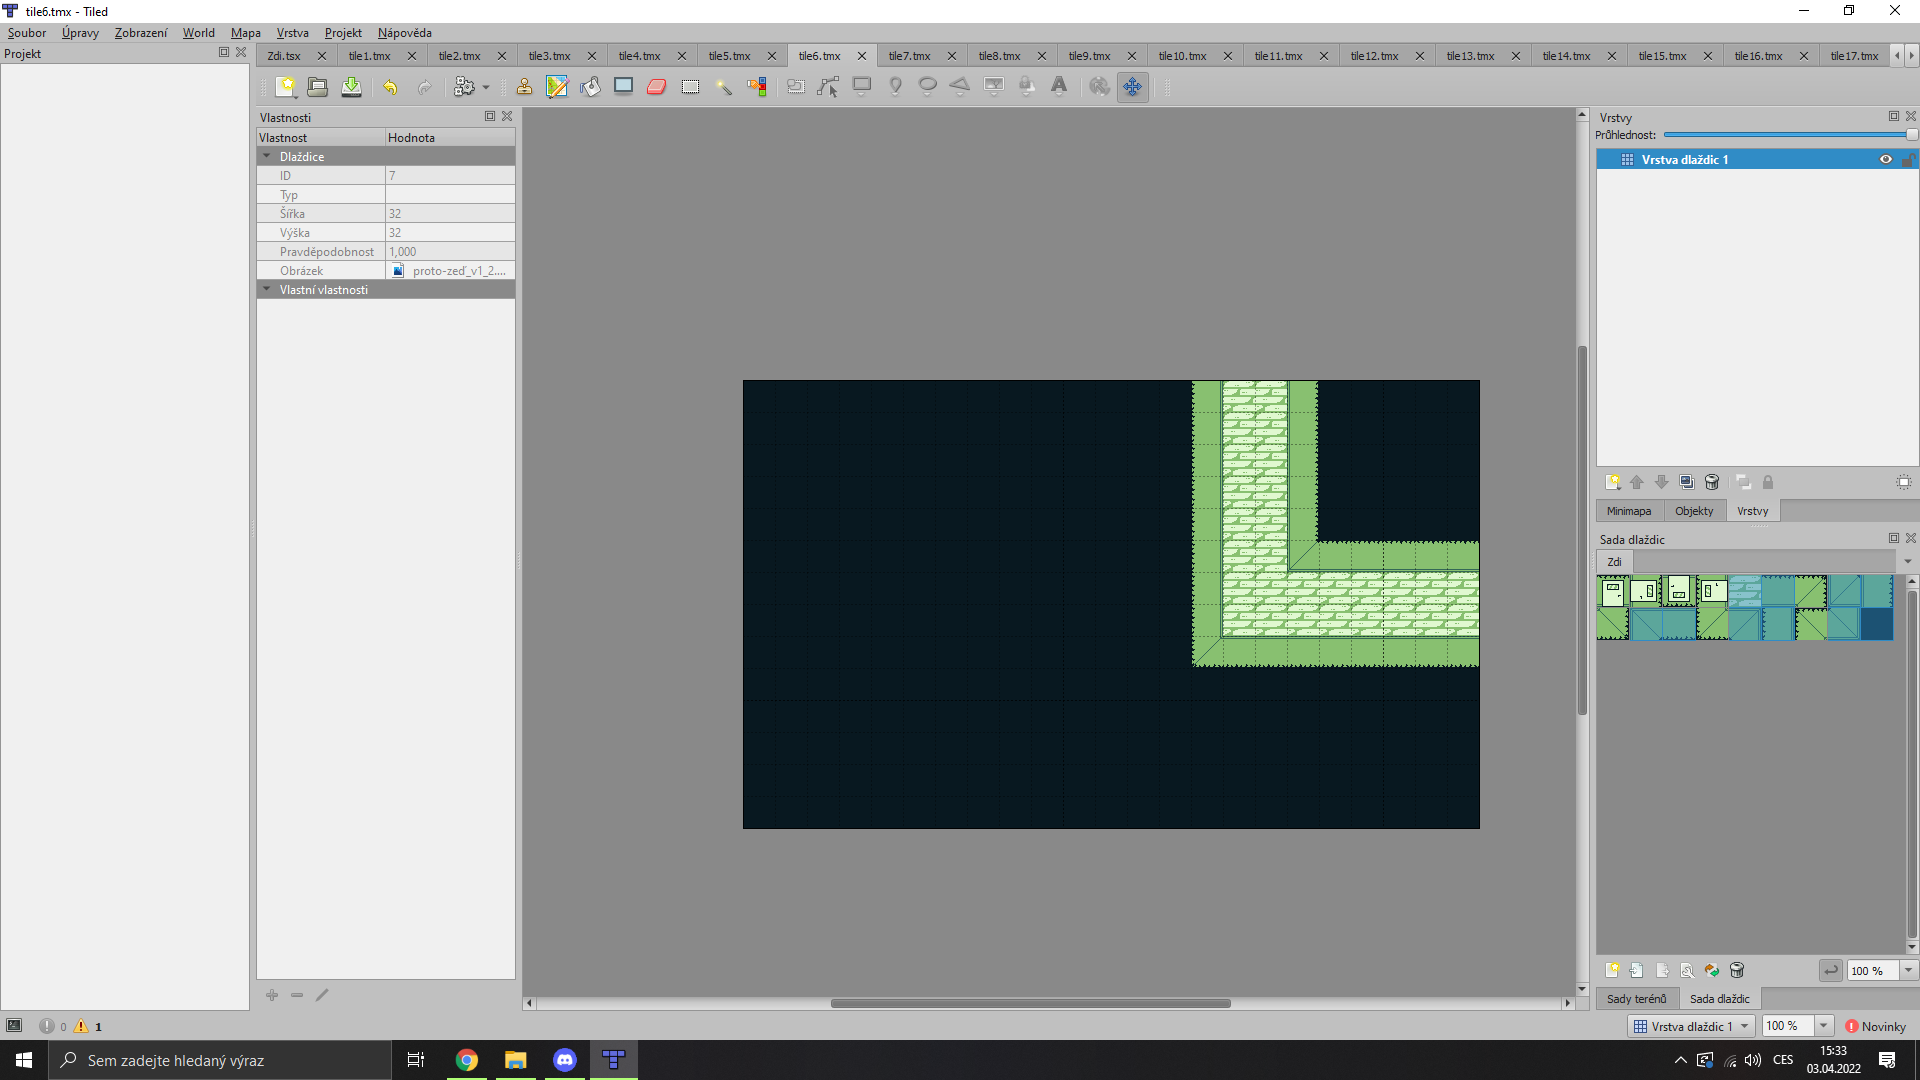 tile6.tmx - Tiled
Soubor Úpravy Zobrazení World Mapa Vrstva Projekt Nápověda
Projekt
Zdi.tsx tile1.tmx tile2.tmx tile3.tmx tile4.tmx tile5.tmx tile6.tmx tile7.tmx tile8.tmx tile9.tmx tile10.tmx tile11.tmx tile12.tmx tile13.tmx tile14.tmx tile15.tmx tile16.tmx tile17.tmx
Vlastnosti
Vlastnost Hodnota
Dlaždice
ID 7
Typ
Šířka 32
Výška 32
Pravděpodobnost 1,000
Obrázek proto-zeď_v1_2....
Vlastní vlastnosti
Vrstvy
Průhlednost:
Vrstva dlaždic 1
Minimapa Objekty Vrstvy
Sada dlaždic
Zdi
100 %
Sady terénů Sada dlaždic
0 1
Vrstva dlaždic 1 100 % Novinky
Sem zadejte hledaný výraz
CES
15:33
03.04.2022